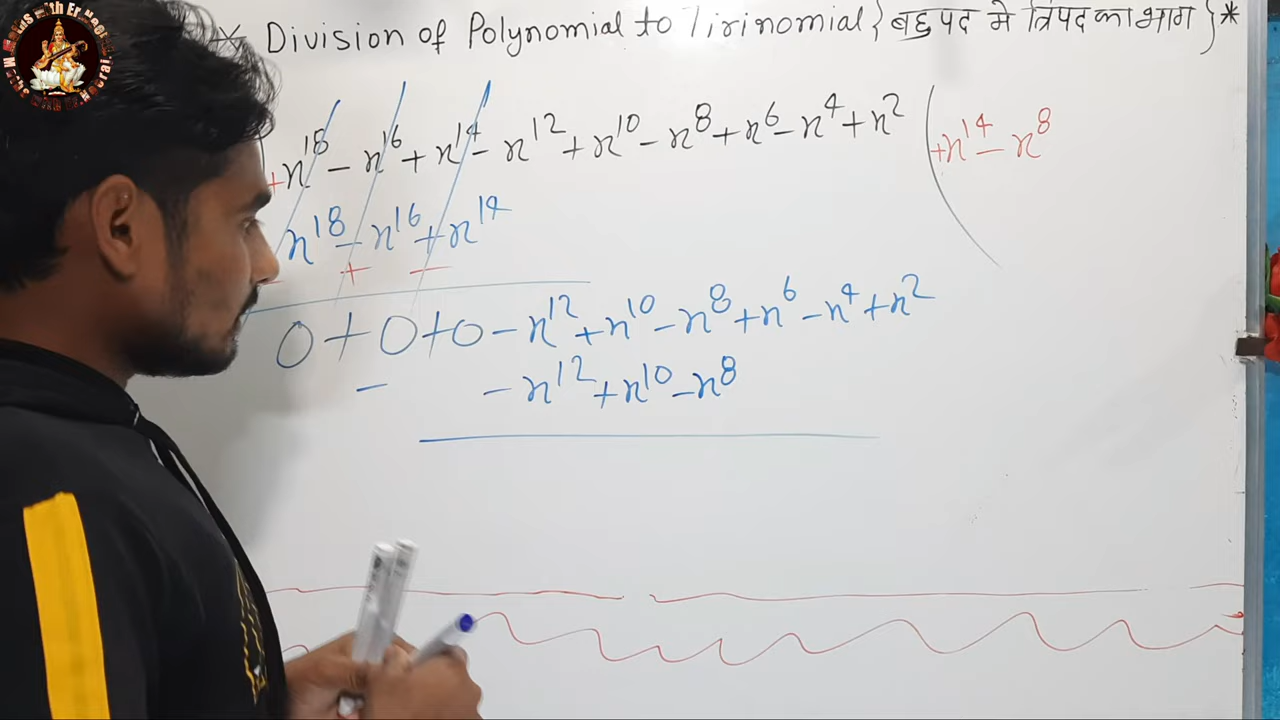 * Division of Polynomial to Tirinomial { बहुपद मे त्रिपद का भाग } *
+x¹⁸ - x¹⁶ + x¹⁴ - x¹² + x¹⁰ - x⁸ + x⁶ - x⁴ + x² ( +x¹⁴ - x⁸
x¹⁸ - x¹⁶ + x¹⁴
- + -
0 + 0 + 0 - x¹² + x¹⁰ - x⁸ + x⁶ - x⁴ + x²
- - x¹² + x¹⁰ - x⁸